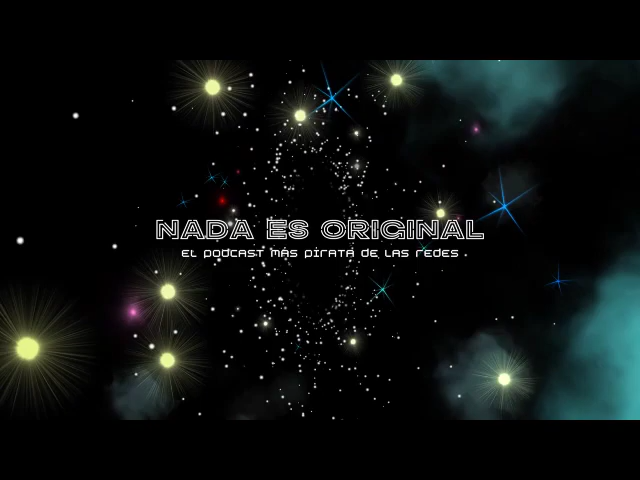 NADA ES ORIGINAL
EL PODCAST MÁS PIRATA DE LAS REDES